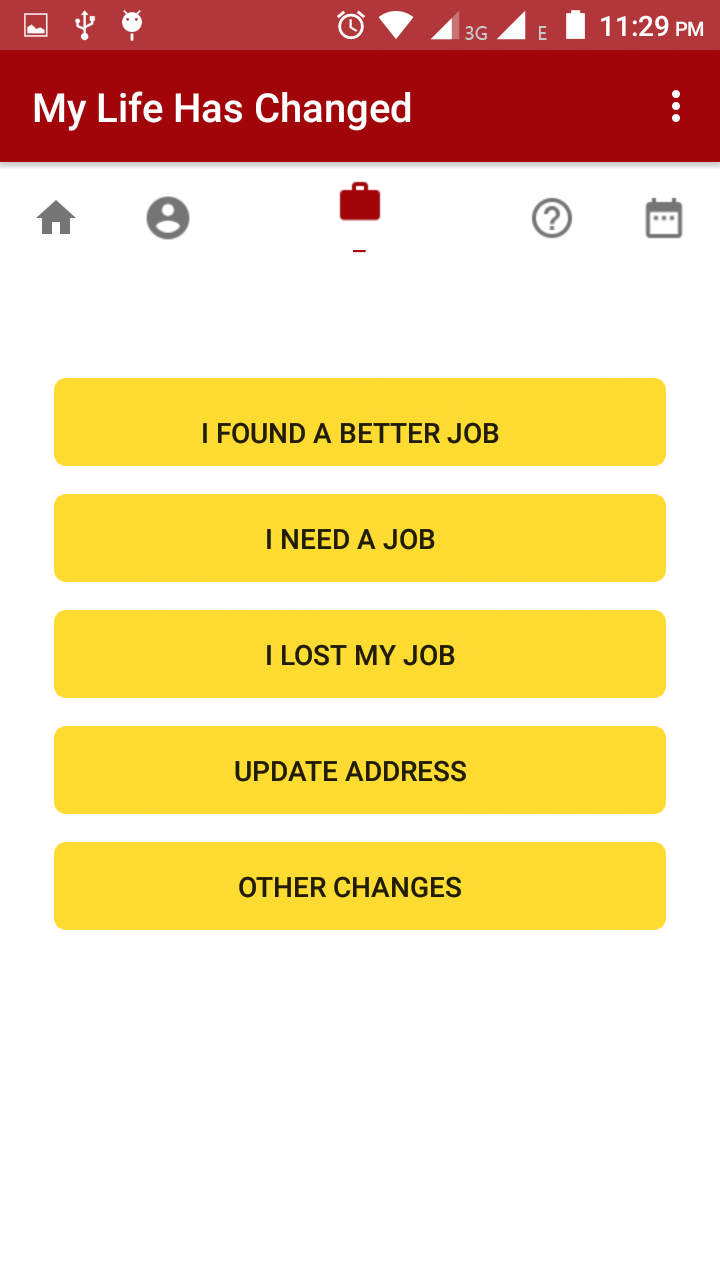 3G
E
11:29 PM
My Life Has Changed
I FOUND A BETTER JOB
I NEED A JOB
I LOST MY JOB
UPDATE ADDRESS
OTHER CHANGES